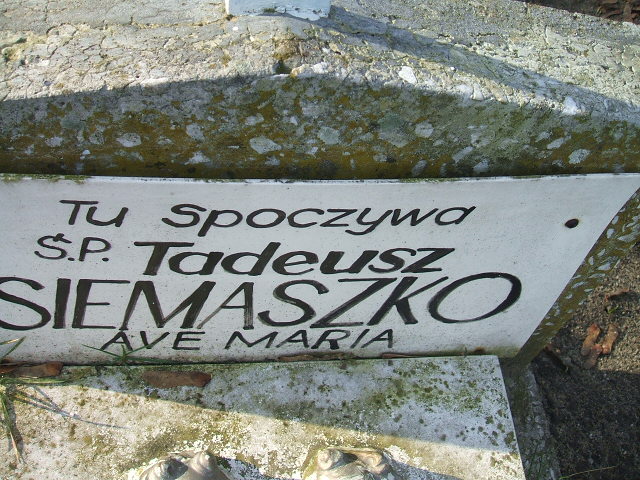 Tu Spoczywa
Ś.P. Tadeusz
SIEMASZKO
AVE MARIA